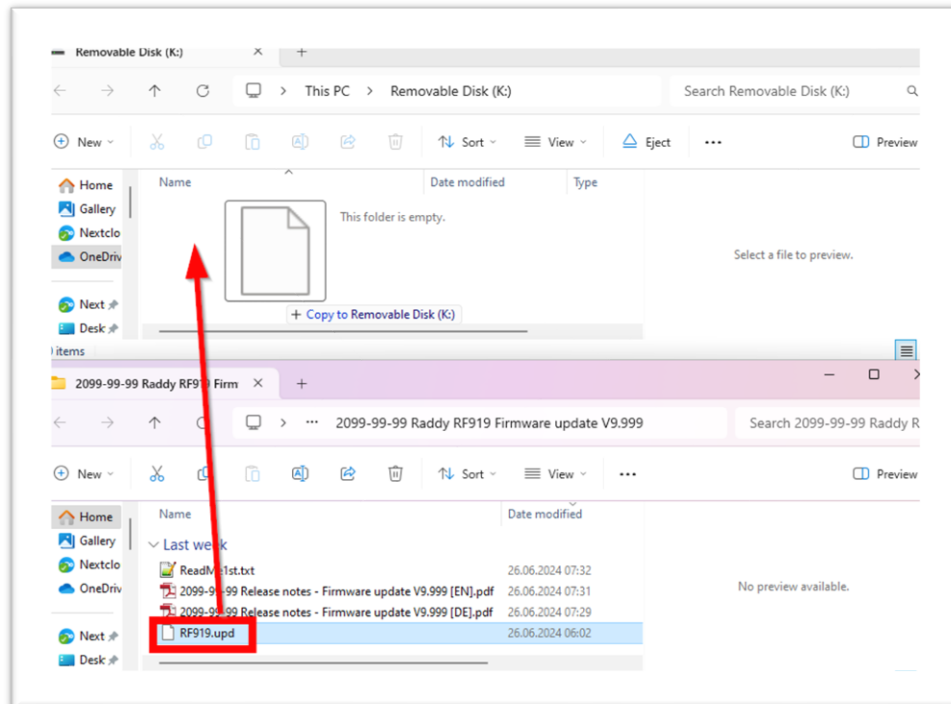 Removable Disk (K:)
This PC > Removable Disk (K:) Search Removable Disk (K:)
New Sort View Eject ... Preview
Home Name Date modified Type
Gallery This folder is empty.
Nextclo
OneDriv Select a file to preview.
Next
+ Copy to Removable Disk (K:)
Desk
items
2099-99-99 Raddy RF919 Firm
... 2099-99-99 Raddy RF919 Firmware update V9.999 Search 2099-99-99 Raddy R
New Sort View ... Preview
Home Name Date modified
Gallery Last week
Nextclo ReadMe1st.txt 26.06.2024 07:32
OneDriv 2099-99-99 Release notes - Firmware update V9.999 [EN].pdf 26.06.2024 07:31 No preview available.
2099-99-99 Release notes - Firmware update V9.999 [DE].pdf 26.06.2024 07:29
Next RF919.upd 26.06.2024 06:02
Desk